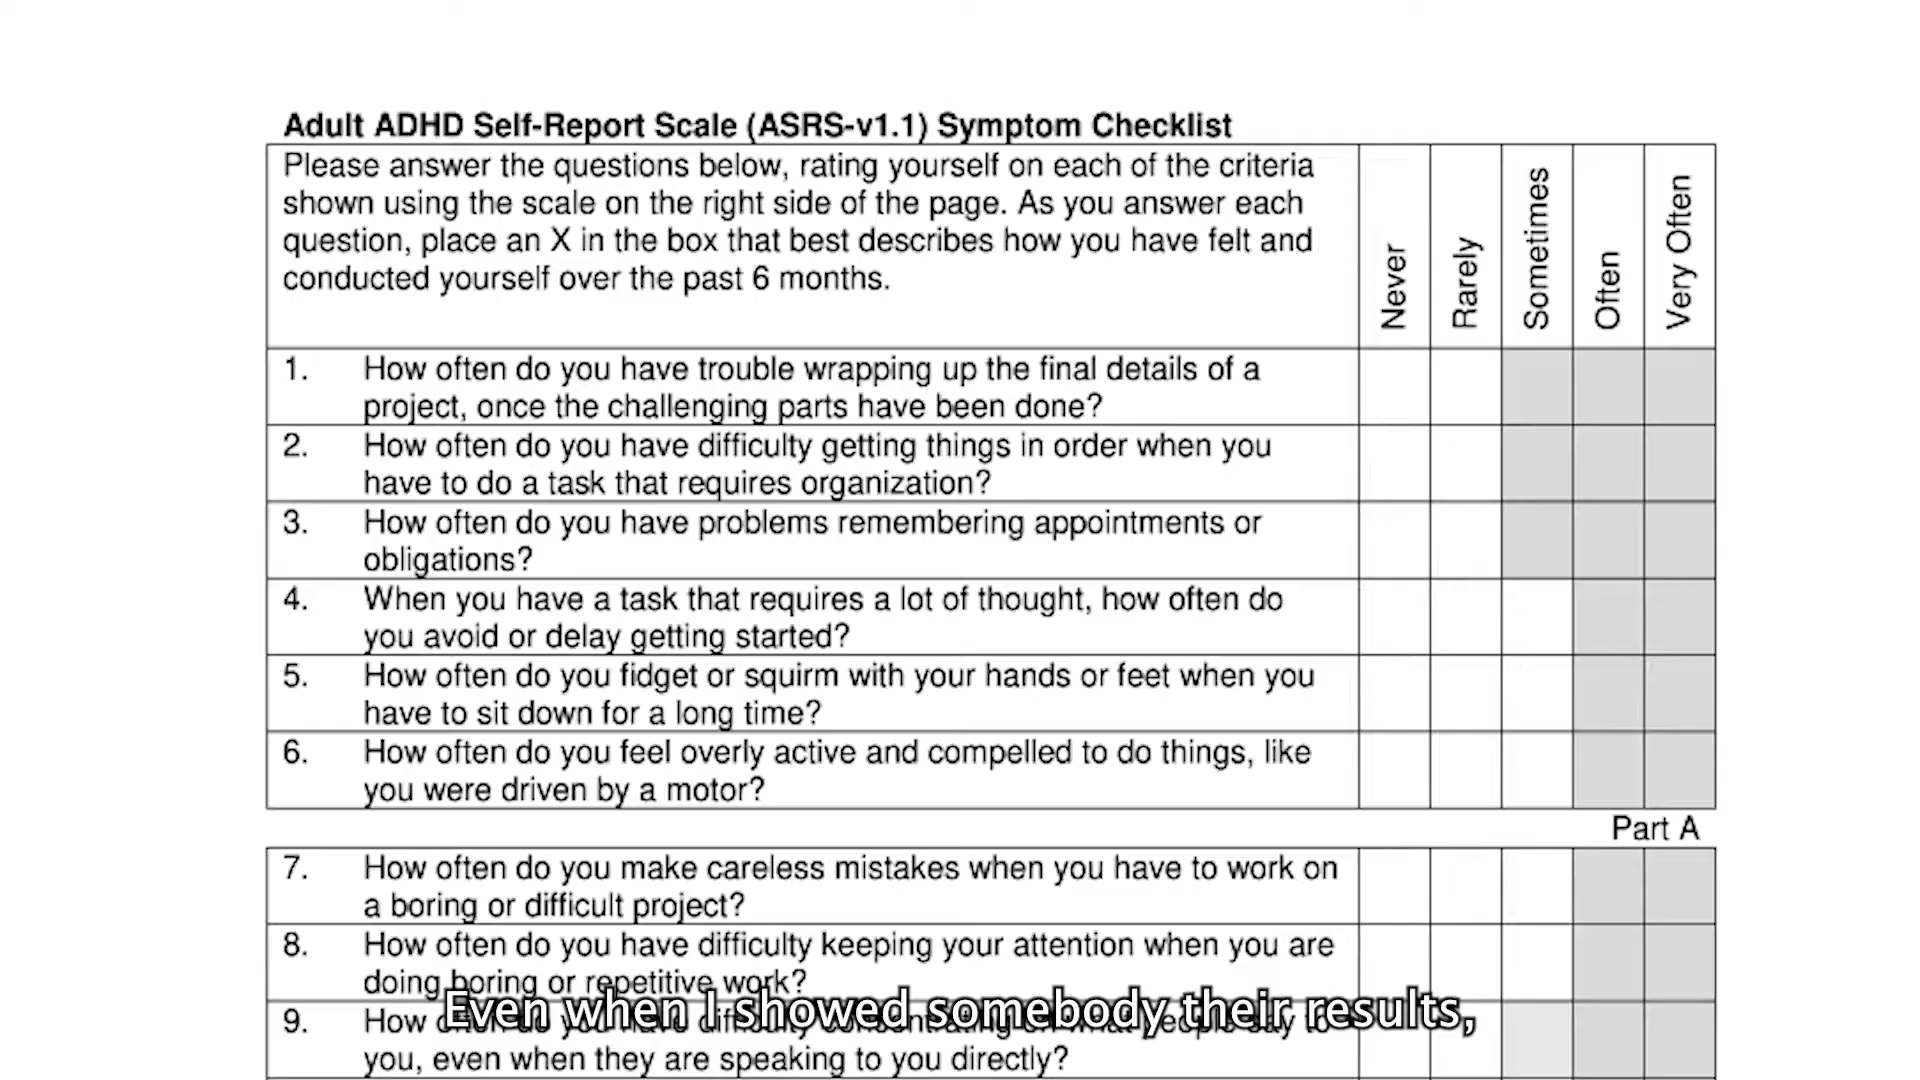 Adult ADHD Self-Report Scale (ASRS-v1.1) Symptom Checklist
Please answer the questions below, rating yourself on each of the criteria
shown using the scale on the right side of the page. As you answer each
question, place an X in the box that best describes how you have felt and
conducted yourself over the past 6 months.
Never
Rarely
Sometimes
Often
Very Often
1. How often do you have trouble wrapping up the final details of a
project, once the challenging parts have been done?
2. How often do you have difficulty getting things in order when you
have to do a task that requires organization?
3. How often do you have problems remembering appointments or
obligations?
4. When you have a task that requires a lot of thought, how often do
you avoid or delay getting started?
5. How often do you fidget or squirm with your hands or feet when you
have to sit down for a long time?
6. How often do you feel overly active and compelled to do things, like
you were driven by a motor?
Part A
7. How often do you make careless mistakes when you have to work on
a boring or difficult project?
8. How often do you have difficulty keeping your attention when you are
doing boring or repetitive work?
Even when I showed somebody their results,
9. How to
you, even when they are speaking to you directly?